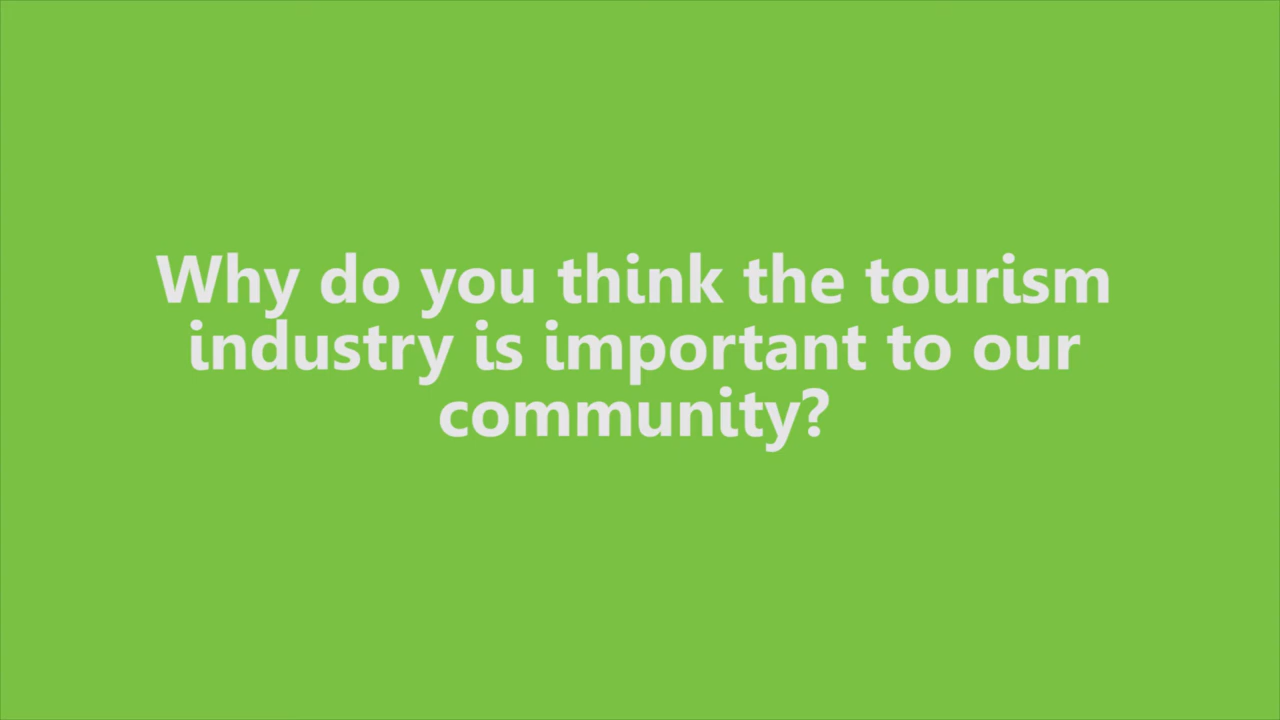 Why do you think the tourism
industry is important to our
community?